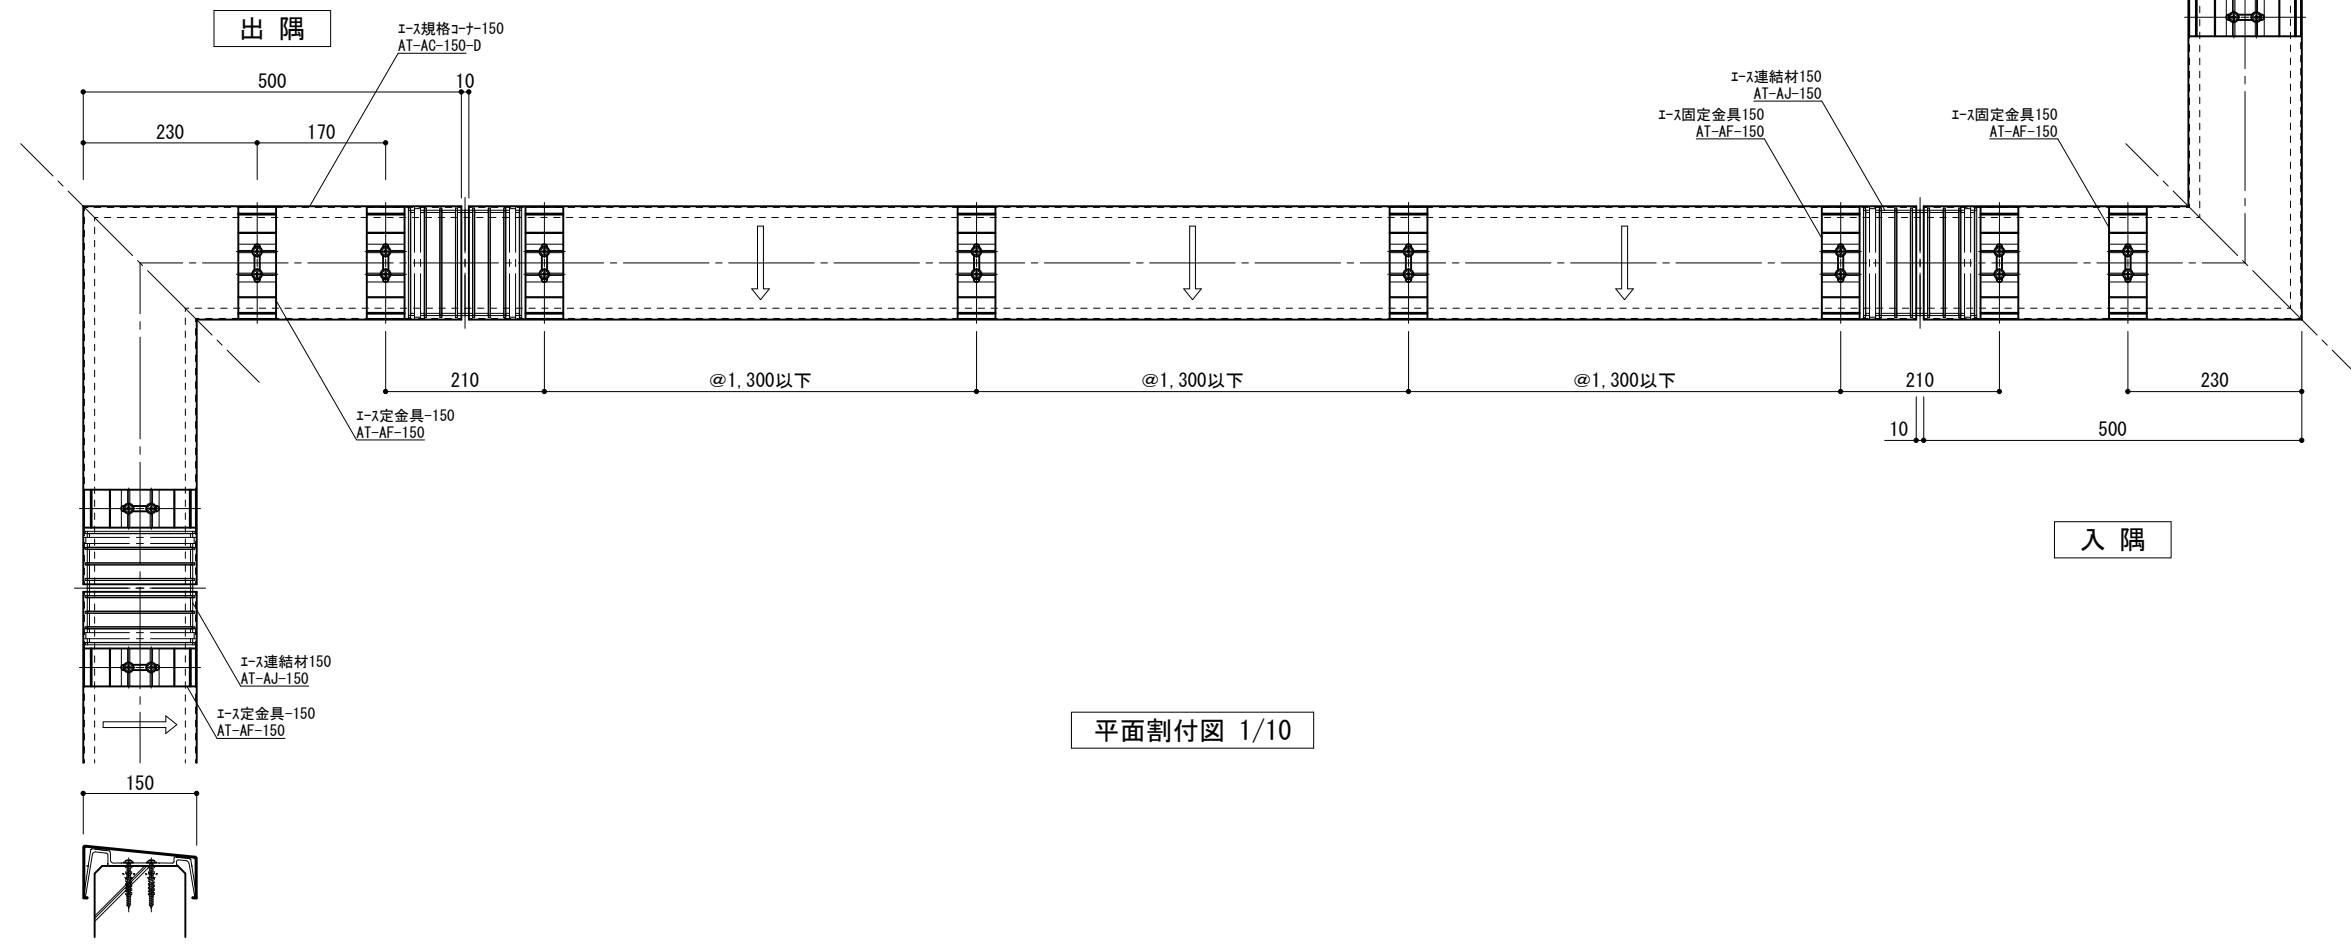 出 隅
エース規格コーナー-150
AT-AC-150-D
500
10
230
170
エース連結材150
AT-AJ-150
エース固定金具150
AT-AF-150
エース固定金具150
AT-AF-150
210
@1,300以下
@1,300以下
@1,300以下
210
230
10
500
エース定金具-150
AT-AF-150
入 隅
エース連結材150
AT-AJ-150
エース定金具-150
AT-AF-150
平面割付図 1/10
150